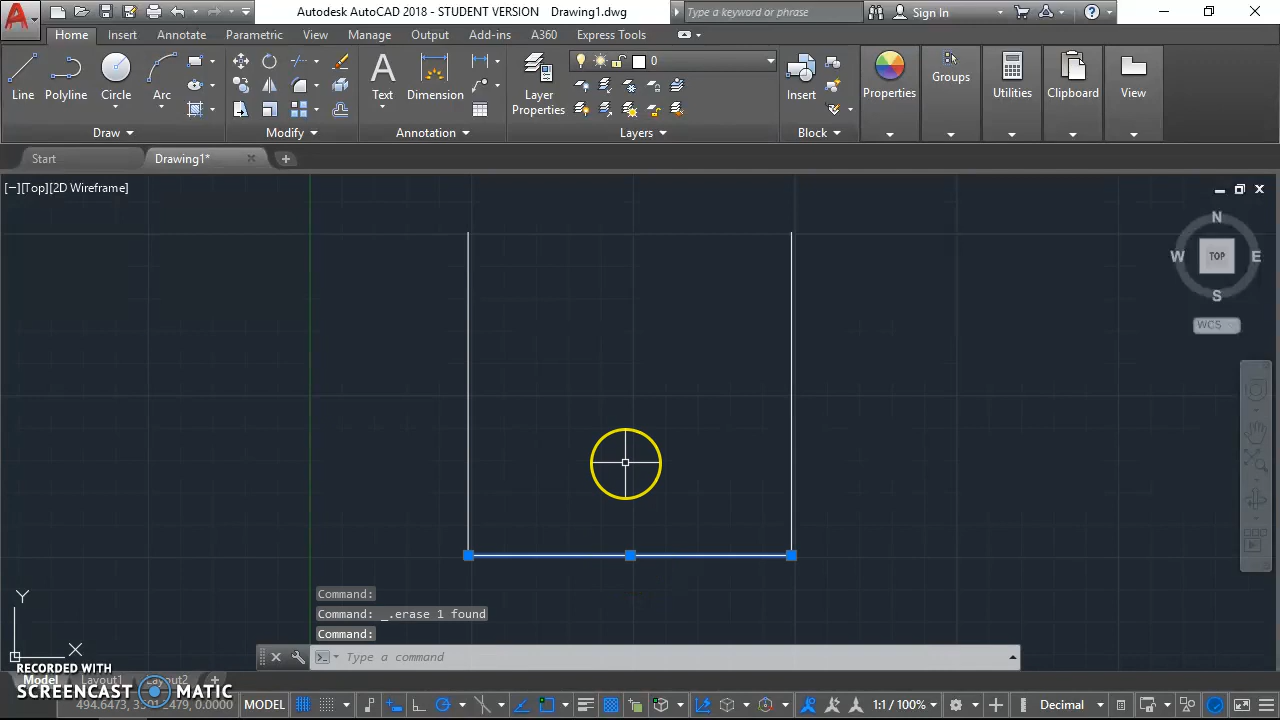 Autodesk AutoCAD 2018 - STUDENT VERSION Drawing1.dwg
Type a keyword or phrase
Sign In
Home Insert Annotate Parametric View Manage Output Add-ins A360 Express Tools
Line Polyline Circle Arc
Text Dimension
Layer Properties
0
Insert
Properties
Groups
Utilities
Clipboard
View
Draw Modify Annotation Layers Block
Start Drawing1*
[−][Top][2D Wireframe]
N
W TOP E
S
WCS
Command:
Command: _.erase 1 found
Command:
Type a command
Y
X
RECORDED WITH
SCREENCAST MATIC
Model Layout1 Layout2
MODEL 1:1 / 100% Decimal